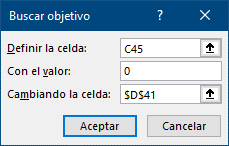 Buscar objetivo ? ×
Definir la celda: C45
Con el valor: 0
Cambiando la celda: $D$41
Aceptar Cancelar